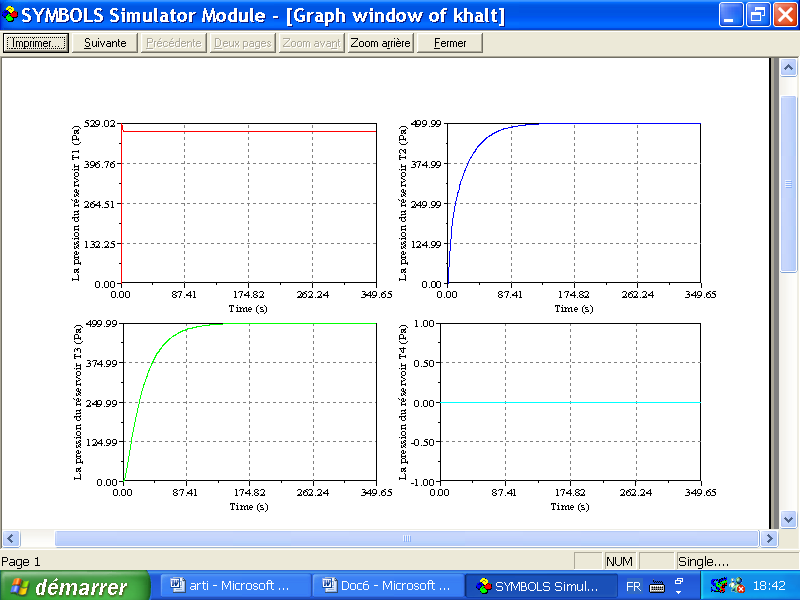 SYMBOLS Simulator Module - [Graph window of khalt]
Imprimer... Suivante Précédente Deux pages Zoom avant Zoom arrière Fermer
La pression du réservoir T1 (Pa)
529.02
396.76
264.51
132.25
0.00
0.00 87.41 174.82 262.24 349.65
Time (s)
La pression du réservoir T2 (Pa)
499.99
374.99
249.99
124.99
0.00
0.00 87.41 174.82 262.24 349.65
Time (s)
La pression du réservoir T3 (Pa)
499.99
374.99
249.99
124.99
0.00
0.00 87.41 174.82 262.24 349.65
Time (s)
La pression du réservoir T4 (Pa)
1.00
0.50
0.00
-0.50
-1.00
0.00 87.41 174.82 262.24 349.65
Time (s)
Page 1 NUM Single....
démarrer arti - Microsoft ... Doc6 - Microsoft ... SYMBOLS Simul... FR 18:42